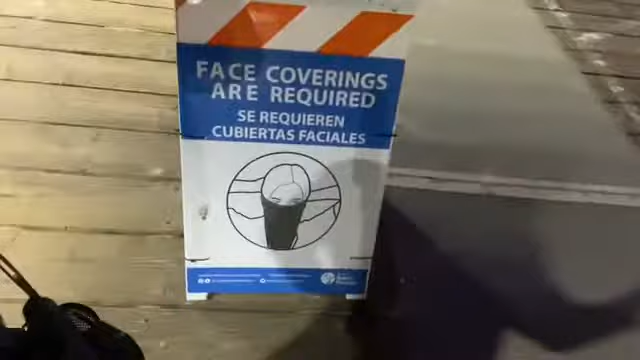 FACE COVERINGS
ARE REQUIRED
SE REQUIEREN
CUBIERTAS FACIALES